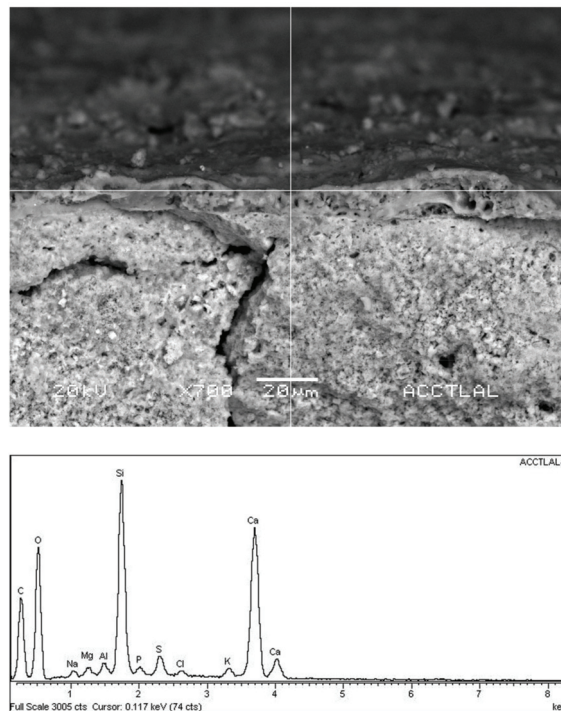 20kV X700 20µm ACCTLAL
ACCTLAL
Si
Ca
O
C
Na Mg Al P S Cl K Ca
1 2 3 4 5 6 7 8
Full Scale 3005 cts Cursor: 0.117 keV (74 cts) ke